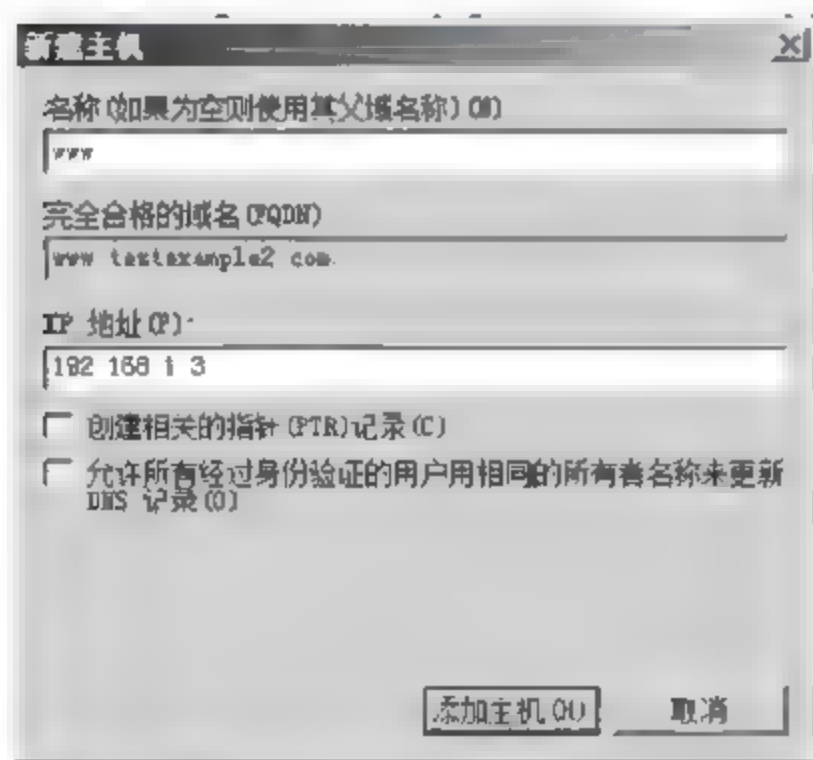 新建主机
名称(如果为空则使用其父域名称)(N)
www
完全合格的域名(FQDN)
www testexample2 com.
IP 地址(P):
192 168 1 3
创建相关的指针(PTR)记录(C)
允许所有经过身份验证的用户用相同的所有者名称来更新
DNS 记录(O)
添加主机(H) 取消